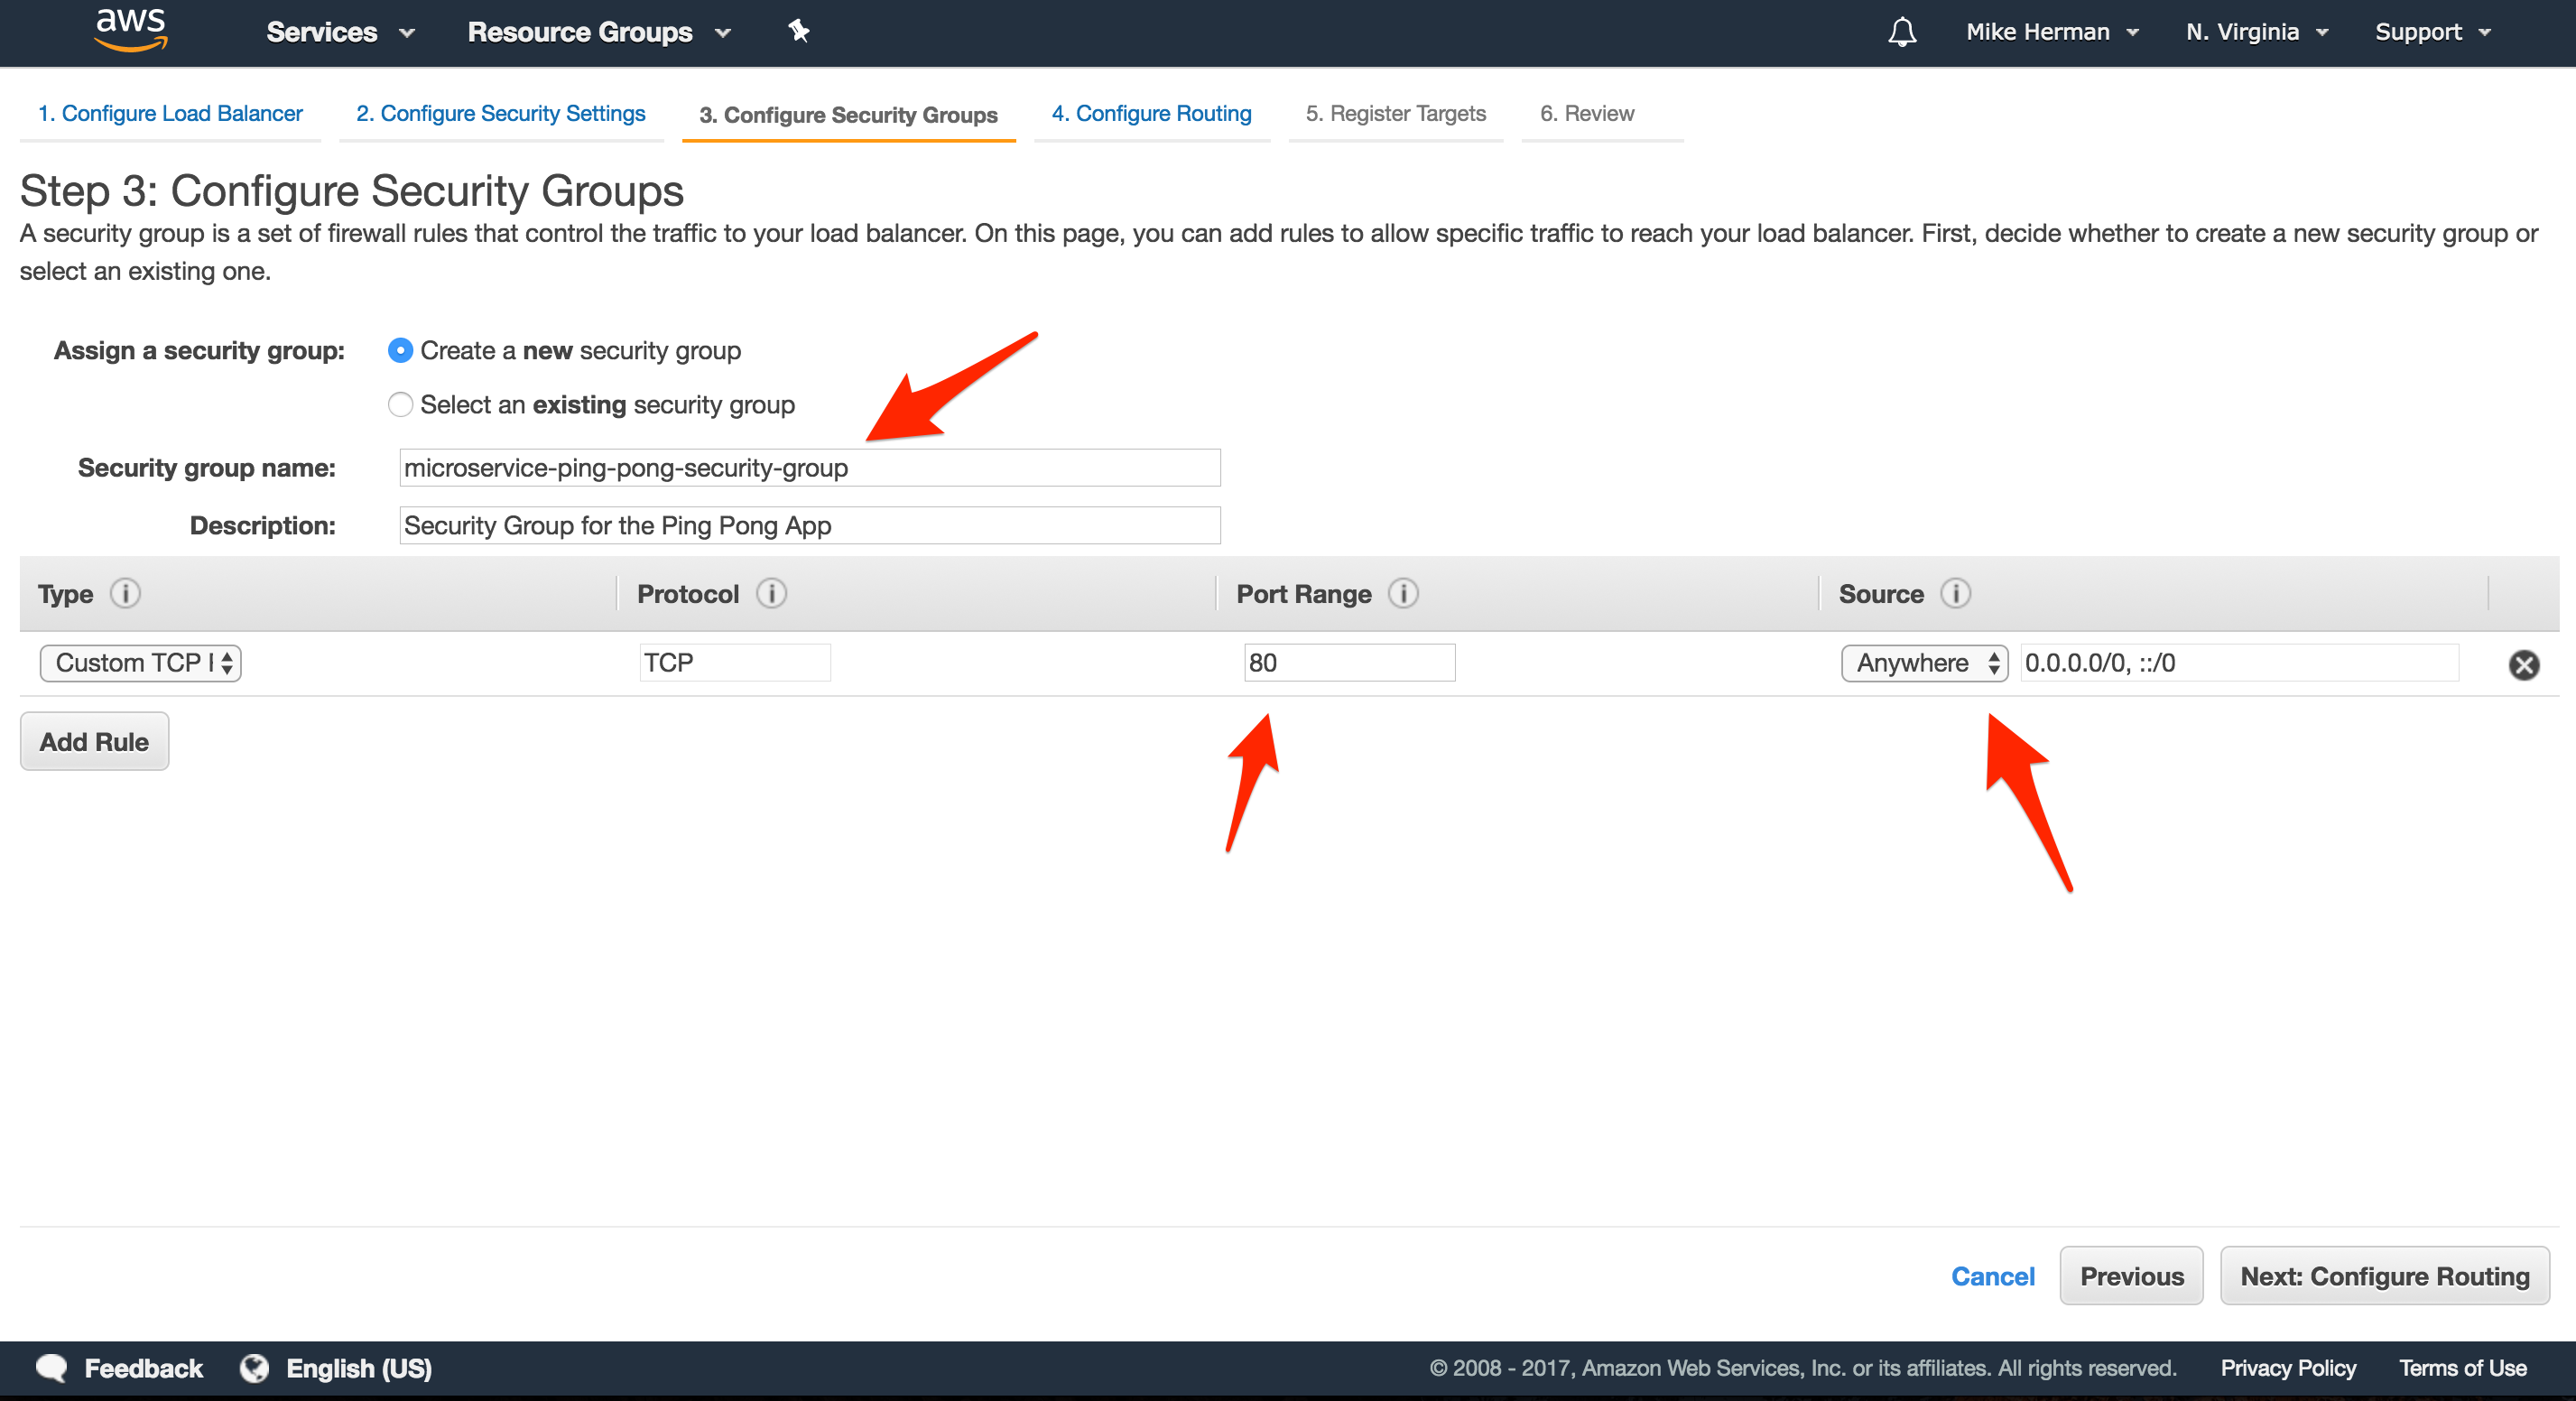 aws Services Resource Groups Mike Herman N. Virginia Support
1. Configure Load Balancer 2. Configure Security Settings 3. Configure Security Groups 4. Configure Routing 5. Register Targets 6. Review
Step 3: Configure Security Groups
A security group is a set of firewall rules that control the traffic to your load balancer. On this page, you can add rules to allow specific traffic to reach your load balancer. First, decide whether to create a new security group or
select an existing one.
Assign a security group: Create a new security group
Select an existing security group
Security group name: microservice-ping-pong-security-group
Description: Security Group for the Ping Pong App
Type i Protocol i Port Range i Source i
Custom TCP TCP 80 Anywhere 0.0.0.0/0, ::/0
Add Rule
Cancel Previous Next: Configure Routing
Feedback English (US) © 2008 - 2017, Amazon Web Services, Inc. or its affiliates. All rights reserved. Privacy Policy Terms of Use